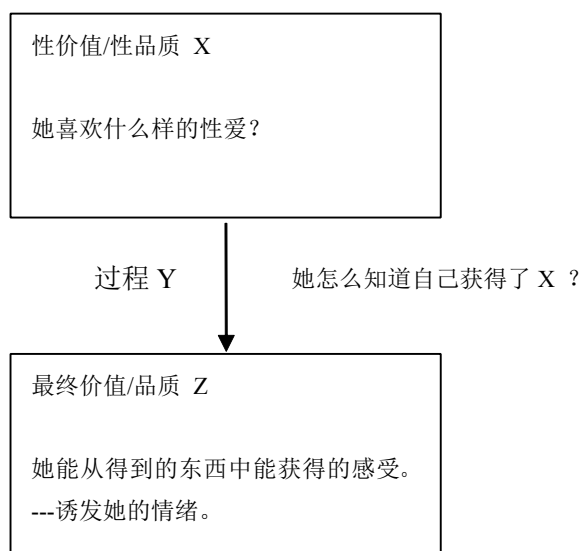 性价值/性品质 X
她喜欢什么样的性爱？
过程 Y
她怎么知道自己获得了 X ？
最终价值/品质 Z
她能从得到的东西中能获得的感受。
---诱发她的情绪。